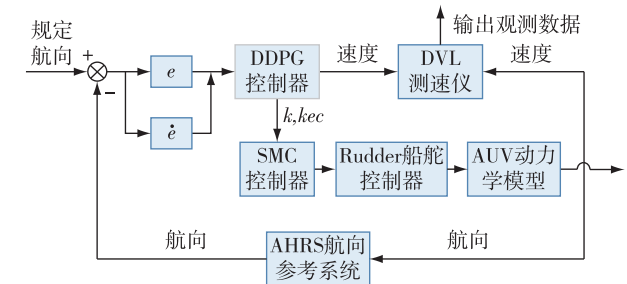 规定
航向
+
−
e
ė
DDPG
控制器
速度
DVL
测速仪
输出观测数据
速度
k,kec
SMC
控制器
Rudder船舵
控制器
AUV动力
学模型
航向
AHRS航向
参考系统
航向